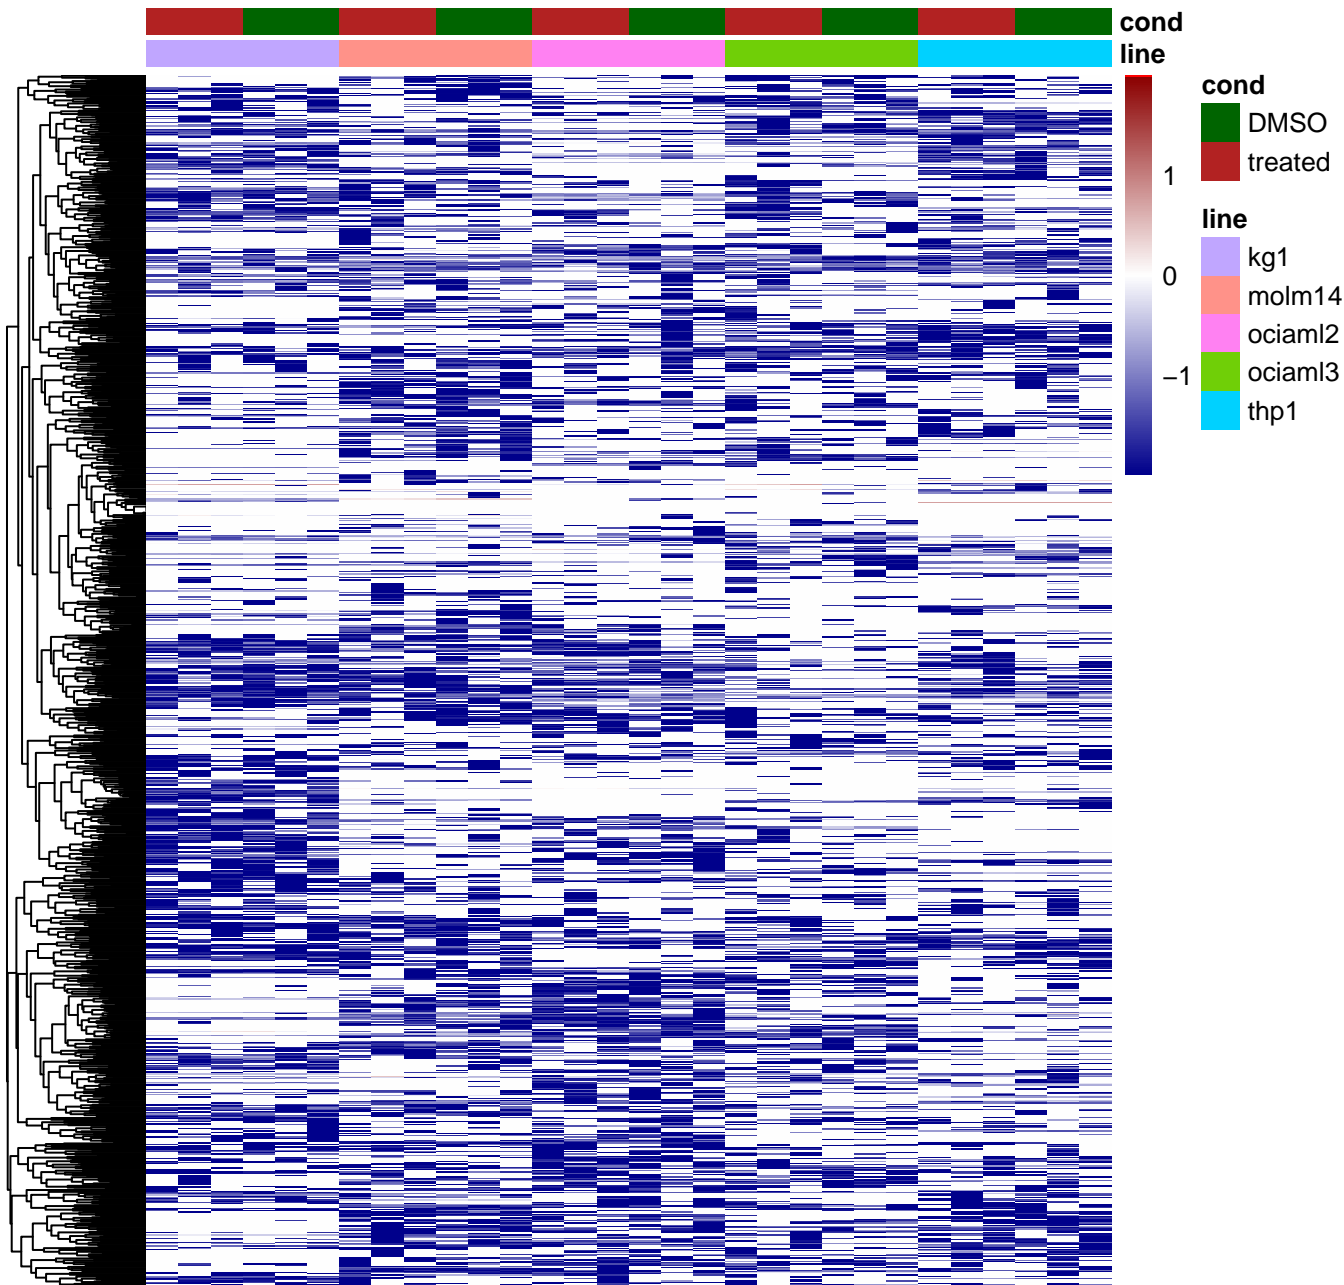 cond
line
1
0
−1
cond
DMSO
treated
line
kg1
molm14
ociaml2
ociaml3
thp1